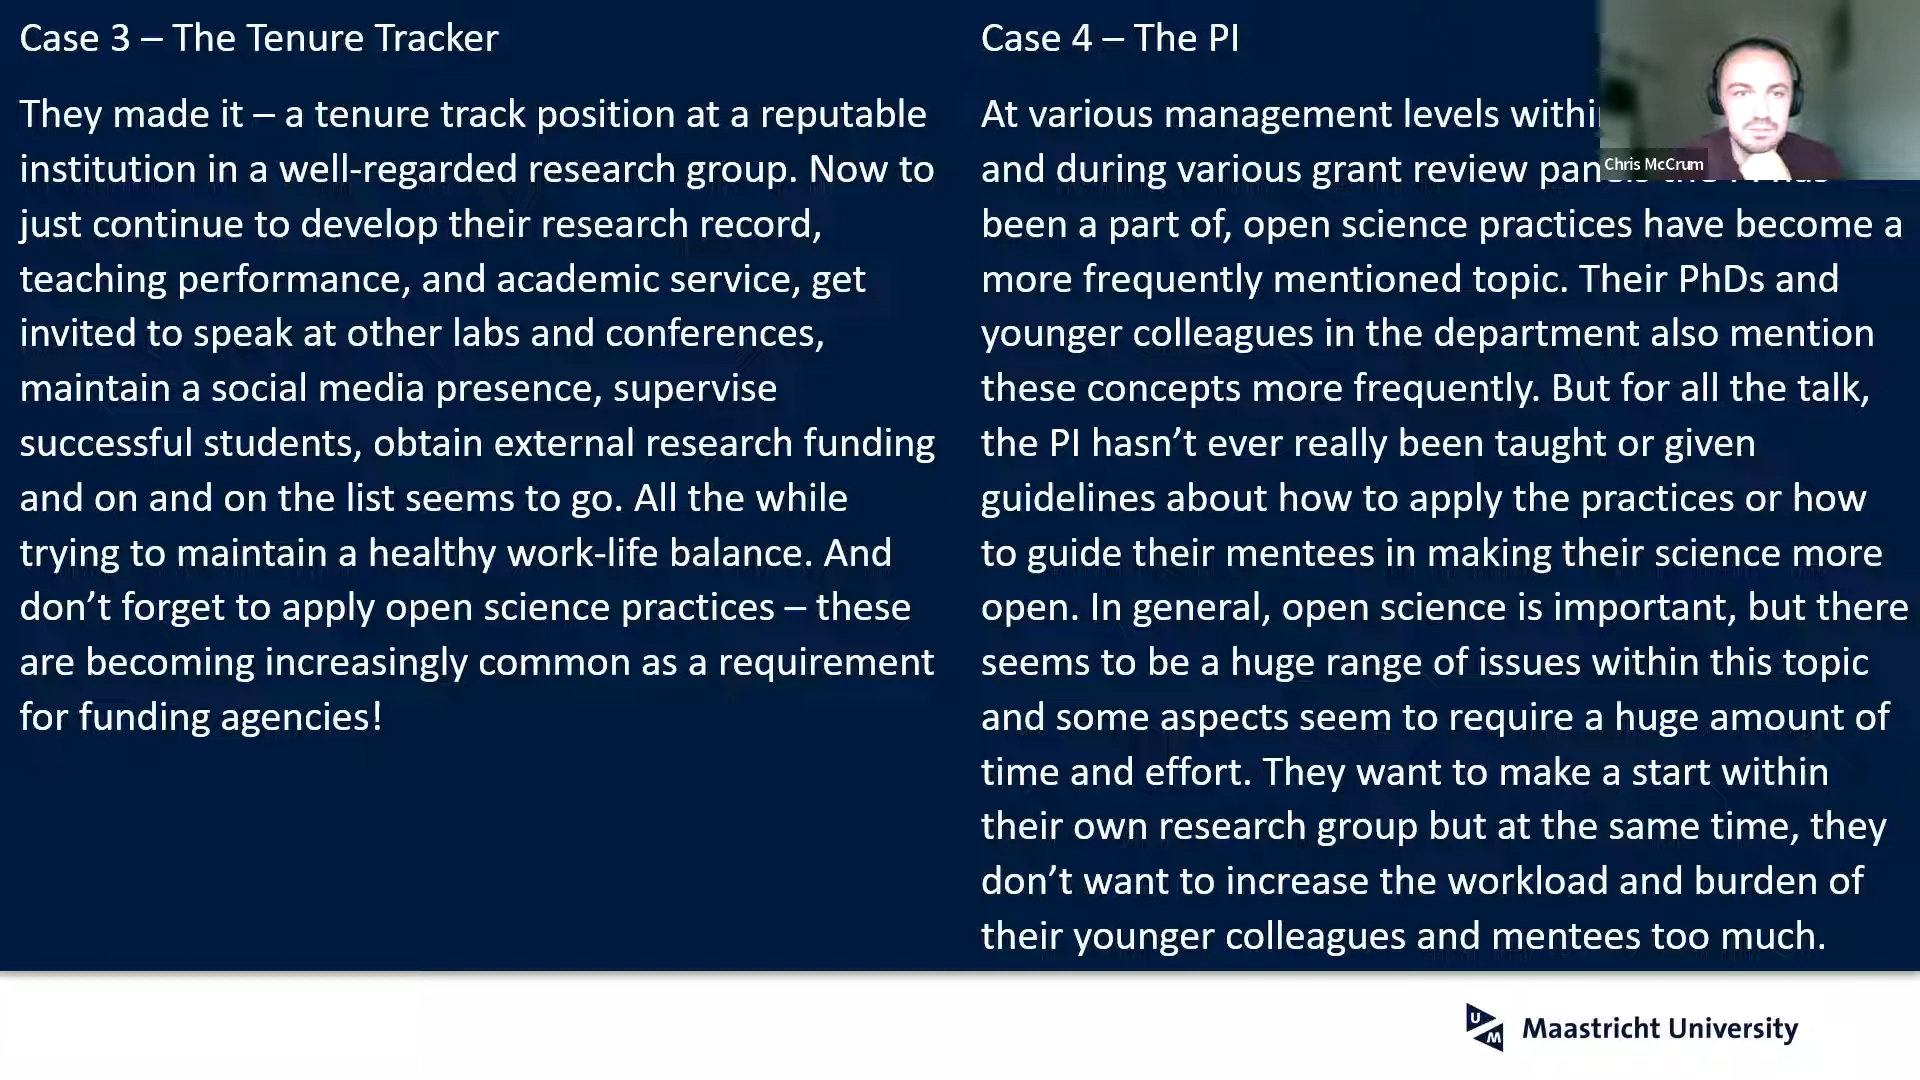 Case 3 – The Tenure Tracker
They made it – a tenure track position at a reputable
institution in a well-regarded research group. Now to
just continue to develop their research record,
teaching performance, and academic service, get
invited to speak at other labs and conferences,
maintain a social media presence, supervise
successful students, obtain external research funding
and on and on the list seems to go. All the while
trying to maintain a healthy work-life balance. And
don’t forget to apply open science practices – these
are becoming increasingly common as a requirement
for funding agencies!
Case 4 – The PI
At various management levels
and during various grant review
been a part of, open science practices have become a
more frequently mentioned topic. Their PhDs and
younger colleagues in the department also mention
these concepts more frequently. But for all the talk,
the PI hasn’t ever really been taught or given
guidelines about how to apply the practices or how
to guide their mentees in making their science more
open. In general, open science is important, but there
seems to be a huge range of issues within this topic
and some aspects seem to require a huge amount of
time and effort. They want to make a start within
their own research group but at the same time, they
don’t want to increase the workload and burden of
their younger colleagues and mentees too much.
Chris McCrum
UM
Maastricht University